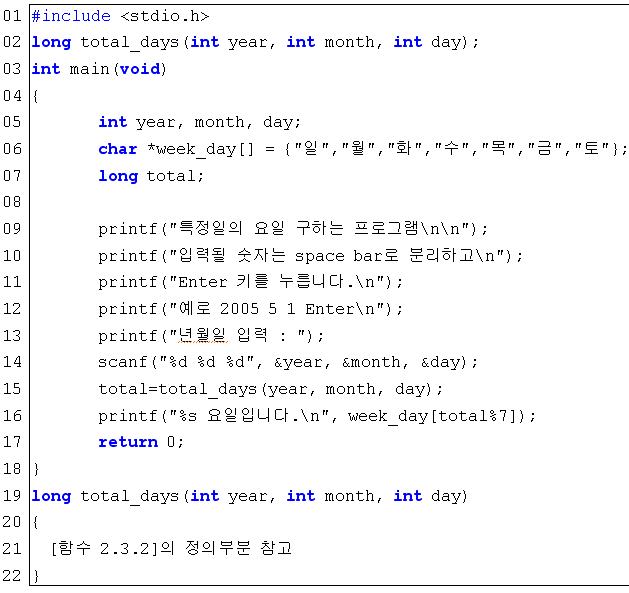 01 #include <stdio.h>
02 long total_days(int year, int month, int day);
03 int main(void)
04 {
05 int year, month, day;
06 char *week_day[] = {"일","월","화","수","목","금","토"};
07 long total;
08
09 printf("특정일의 요일 구하는 프로그램\n\n");
10 printf("입력될 숫자는 space bar로 분리하고\n");
11 printf("Enter 키를 누릅니다.\n");
12 printf("예로 2005 5 1 Enter\n");
13 printf("년월일 입력 : ");
14 scanf("%d %d %d", &year, &month, &day);
15 total=total_days(year, month, day);
16 printf("%s 요일입니다.\n", week_day[total%7]);
17 return 0;
18 }
19 long total_days(int year, int month, int day)
20 {
21 [함수 2.3.2]의 정의부분 참고
22 }